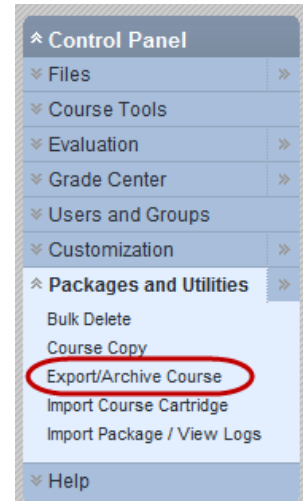 Control Panel
Files
Course Tools
Evaluation
Grade Center
Users and Groups
Customization
Packages and Utilities
Bulk Delete
Course Copy
Export/Archive Course
Import Course Cartridge
Import Package / View Logs
Help